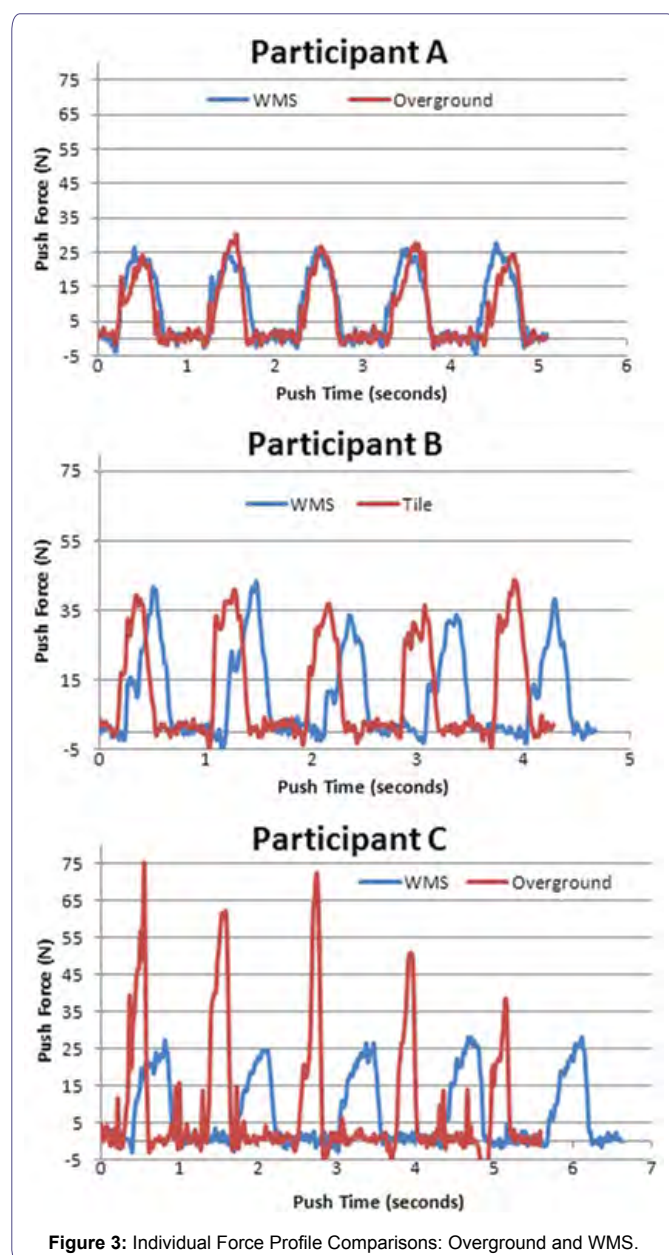 Participant A
WMS Overground
75
65
55
45
35
25
15
5
-5
Push Force (N)
0 1 2 3 4 5 6
Push Time (seconds)
Participant B
WMS Tile
75
55
35
15
-5
Push Force (N)
0 1 2 3 4 5
Push Time (seconds)
Participant C
WMS Overground
75
65
55
45
35
25
15
5
-5
Push Force (N)
0 1 2 3 4 5 6 7
Push Time (seconds)
Figure 3: Individual Force Profile Comparisons: Overground and WMS.